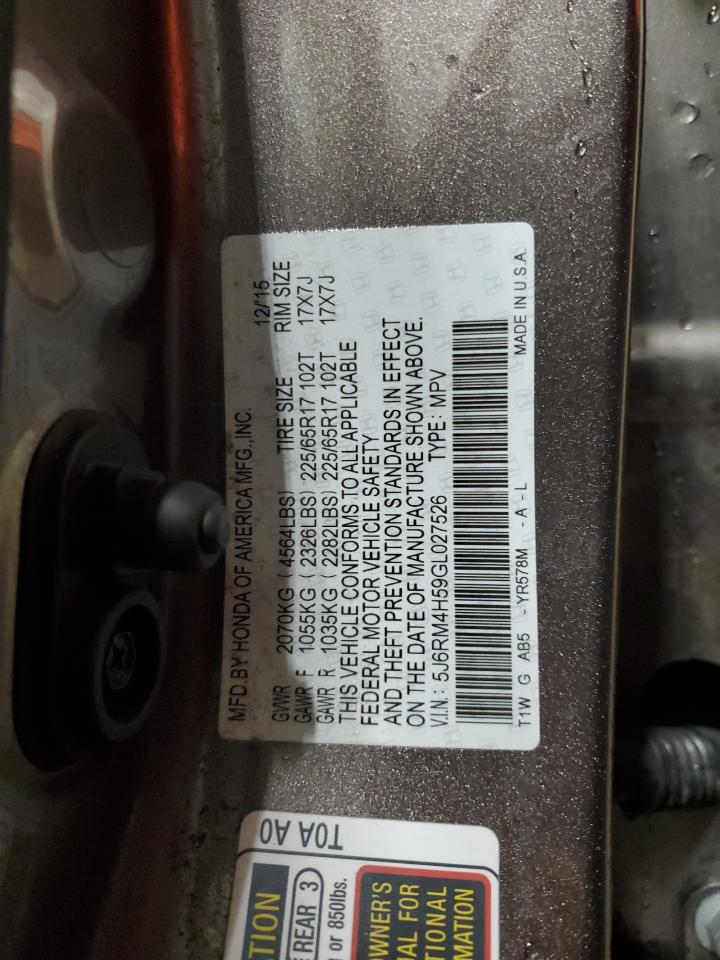 MFD.BY HONDA OF AMERICA MFG.,INC. 12/'15
GVWR 2070KG ( 4564LBS) TIRE SIZE RIM SIZE
GAWR F 1055KG ( 2326LBS) 225/65R17 102T 17X7J
GAWR R 1035KG ( 2282LBS) 225/65R17 102T 17X7J
THIS VEHICLE CONFORMS TO ALL APPLICABLE
FEDERAL MOTOR VEHICLE SAFETY
AND THEFT PREVENTION STANDARDS IN EFFECT
ON THE DATE OF MANUFACTURE SHOWN ABOVE.
V.I.N.: 5J6RM4H59GL027526 TYPE: MPV
T1W G AB5 -YR578M -A-L MADE IN U.S.A.
T0A A0
TION
REAR 3
or 850lbs.
OWNER'S
AL FOR
TIONAL
MATION